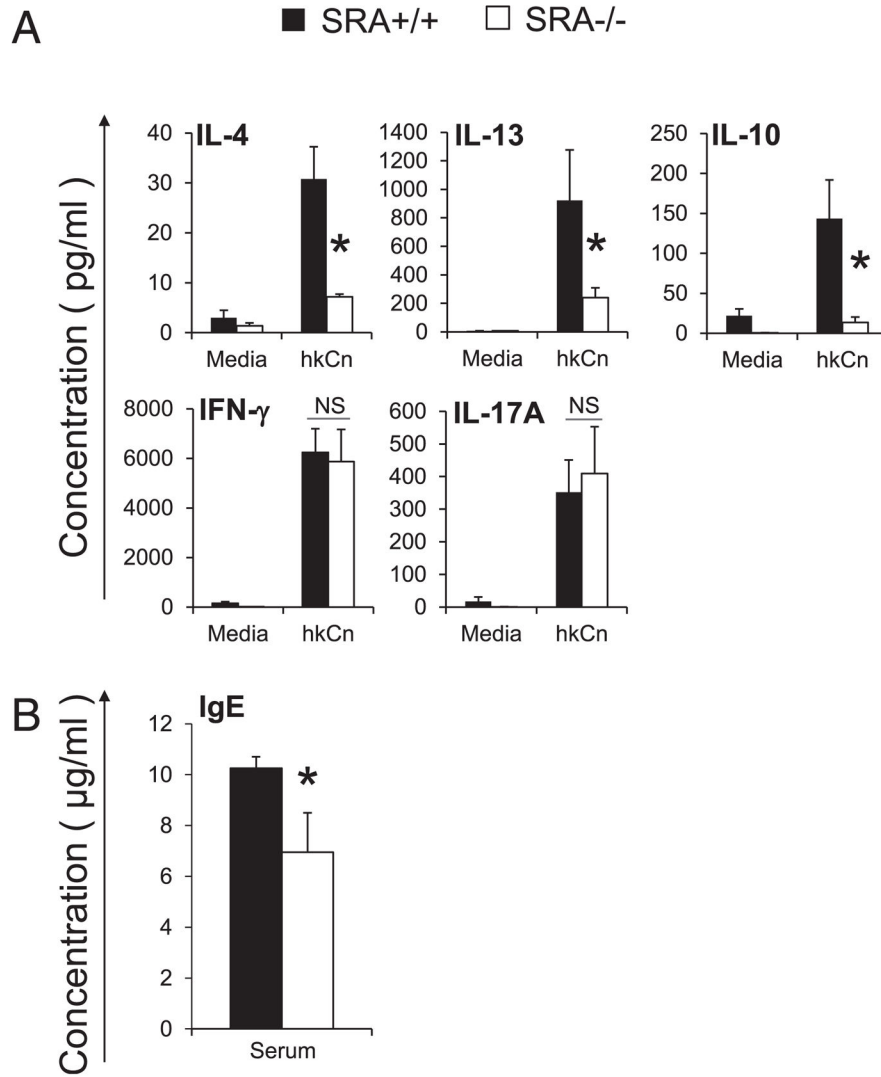 A
SRA+/+ SRA-/-
Concentration ( pg/ml )
IL-4
40
30
20
10
0
Media hkCn
*
IL-13
1400
1200
1000
800
600
400
200
0
Media hkCn
*
IL-10
250
200
150
100
50
0
Media hkCn
*
IFN-γ
8000
6000
4000
2000
0
Media hkCn
NS
IL-17A
600
500
400
300
200
100
0
Media hkCn
NS
B
Concentration ( µg/ml )
IgE
12
10
8
6
4
2
0
Serum
*